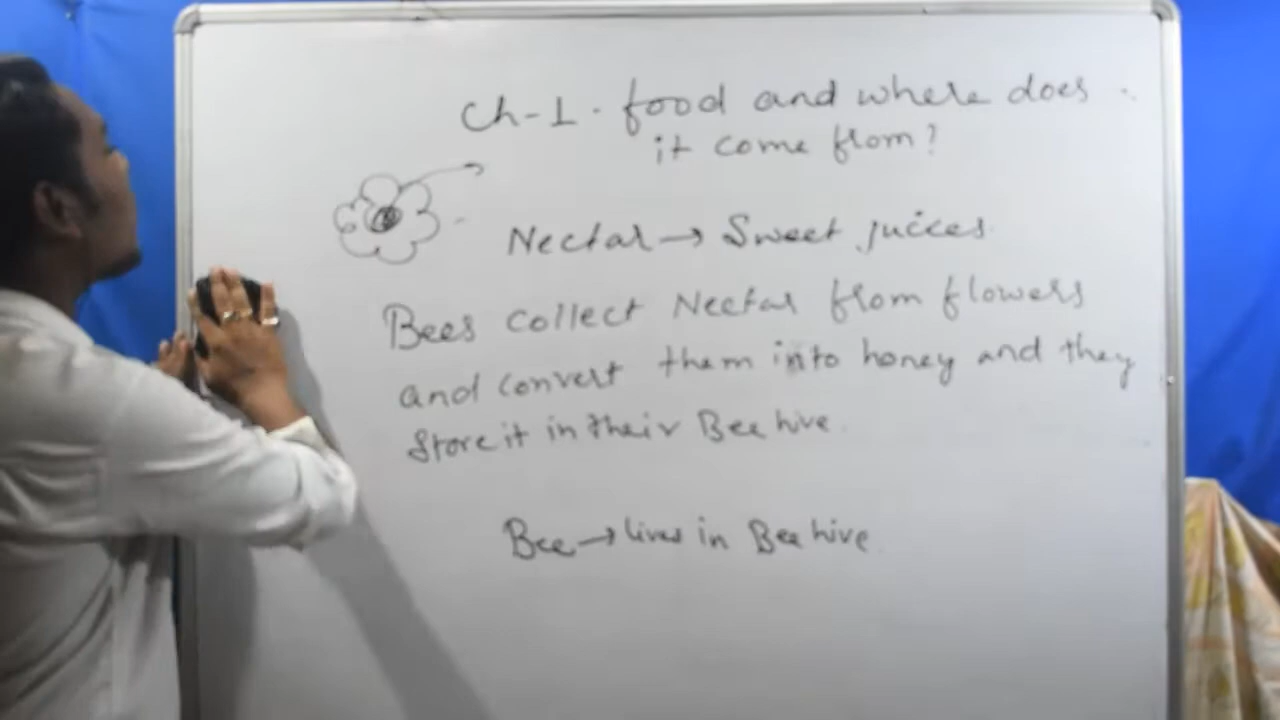 Ch-1. food and where does
it come from?
Nectar → Sweet juices
Bees collect Nectar from flowers
and convert them into honey and they
Store it in their Bee hive.
Bee → lives in Bee hive.